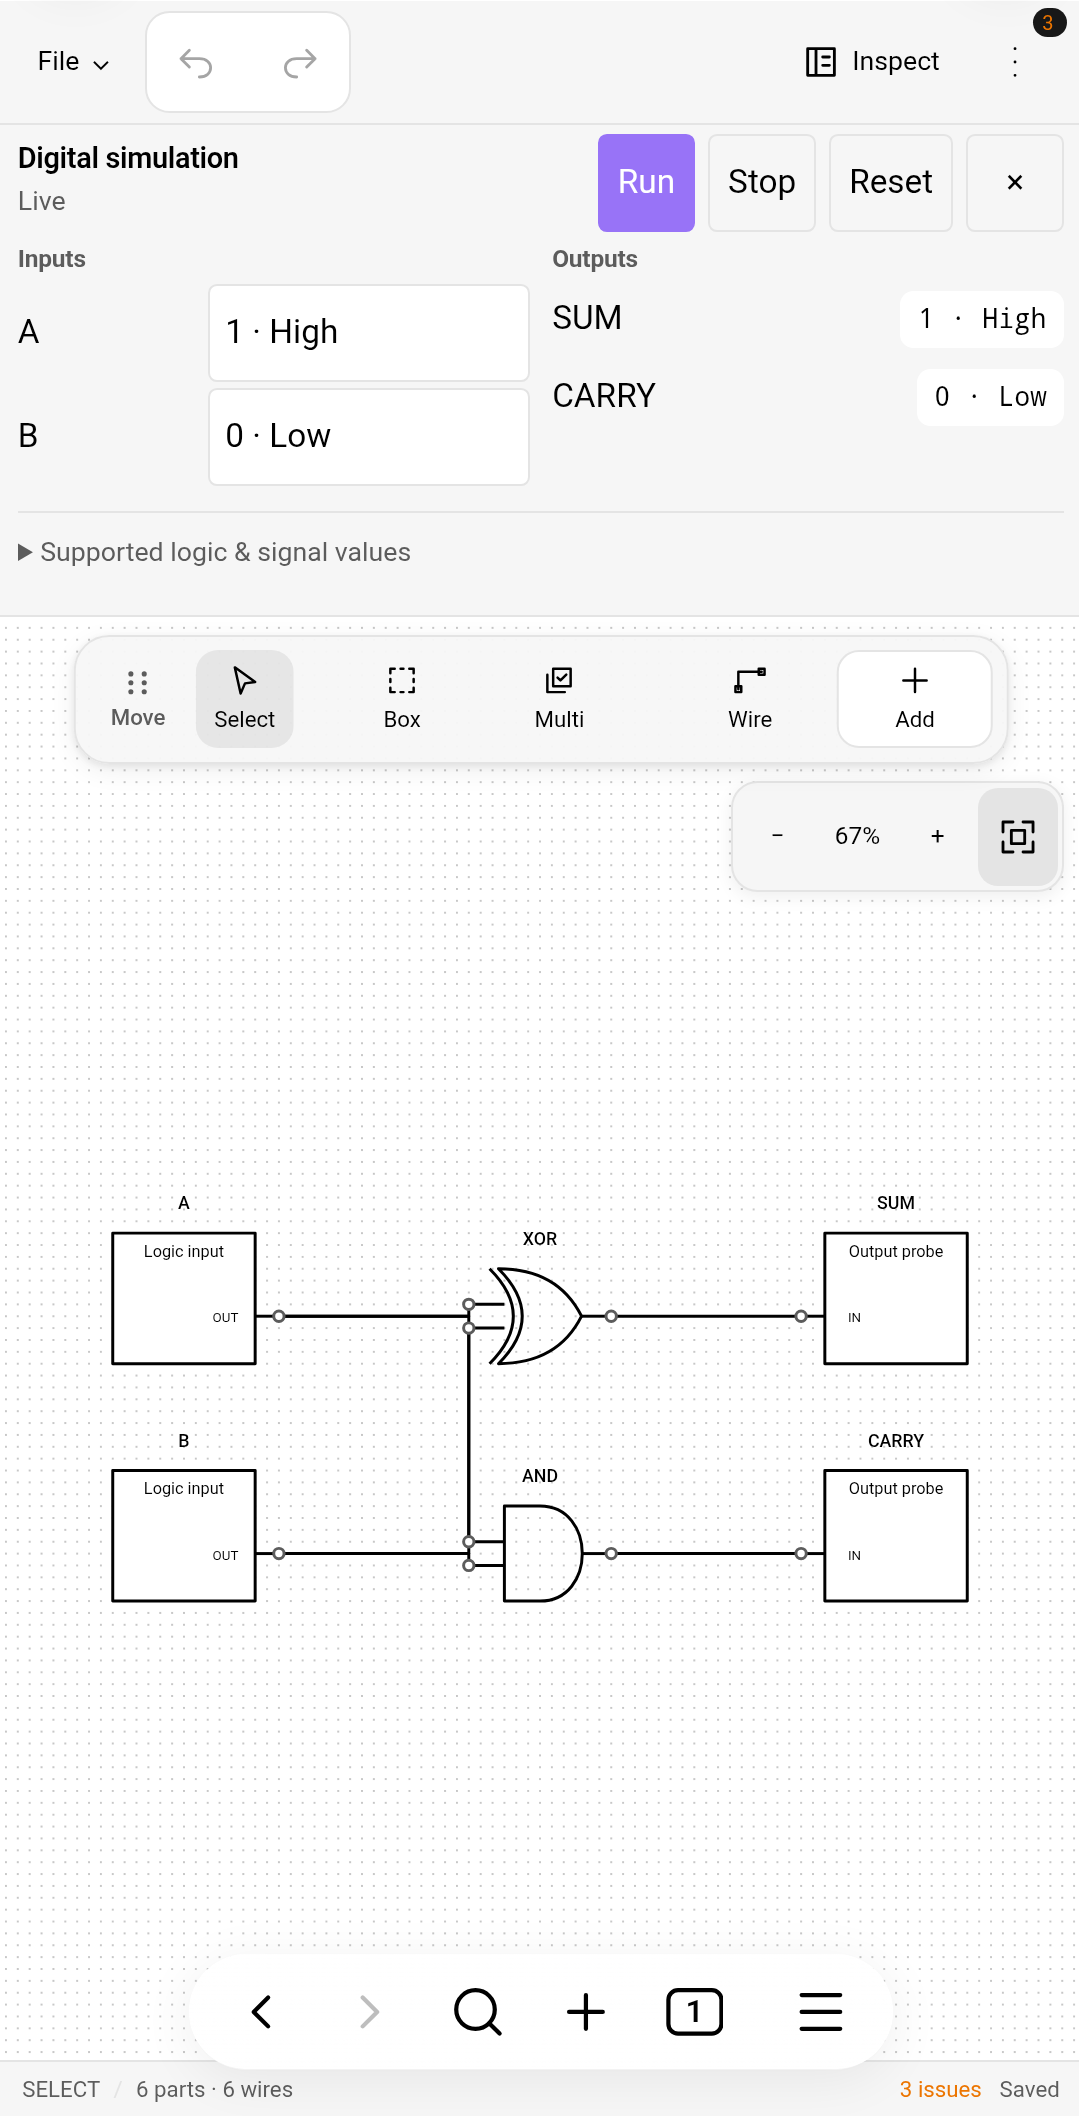 3
File
Inspect
Digital simulation
Live
Run
Stop
Reset
×
Inputs
Outputs
A
1 · High
B
0 · Low
SUM
1 · High
CARRY
0 · Low
Supported logic & signal values
Move
Select
Box
Multi
Wire
Add
− 67% +
A
Logic input
OUT
XOR
SUM
Output probe
IN
B
Logic input
OUT
AND
CARRY
Output probe
IN
1
SELECT / 6 parts · 6 wires
3 issues Saved